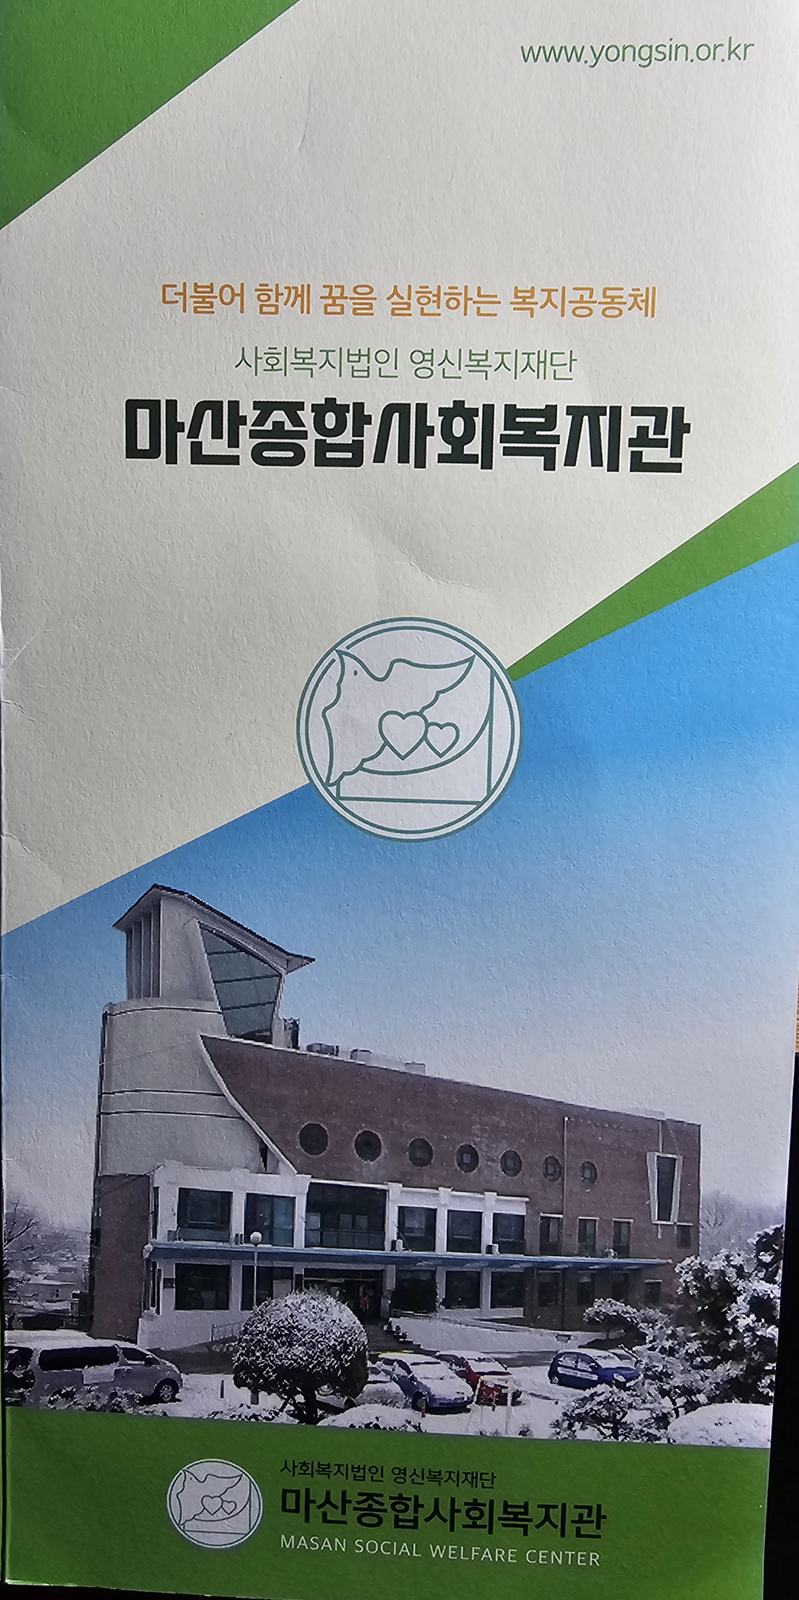 www.yongsin.or.kr
더불어 함께 꿈을 실현하는 복지공동체
사회복지법인 영신복지재단
마산종합사회복지관
사회복지법인 영신복지재단
마산종합사회복지관
MASAN SOCIAL WELFARE CENTER